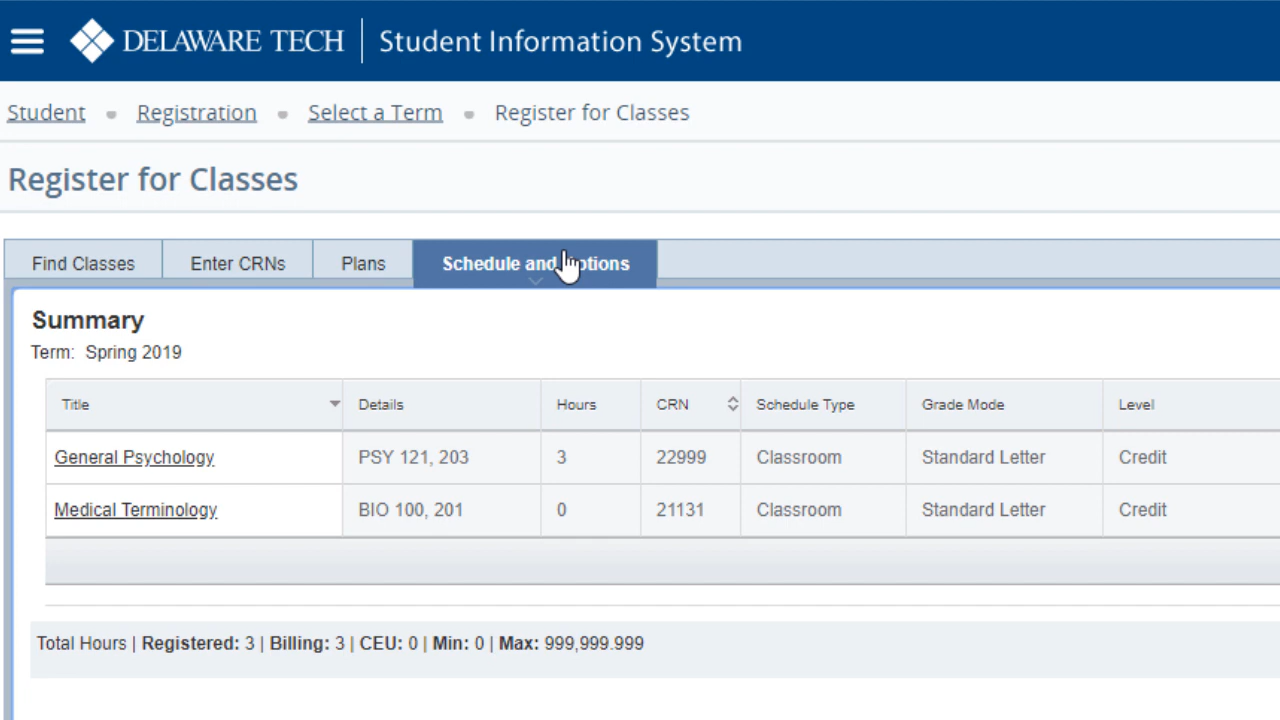 DELAWARE TECH Student Information System
Student Registration Select a Term Register for Classes
Register for Classes
Find Classes Enter CRNs Plans Schedule and
Summary
Term: Spring 2019
Title Details Hours CRN Schedule Type Grade Mode Level
General Psychology PSY 121, 203 3 22999 Classroom Standard Letter Credit
Medical Terminology BIO 100, 201 0 21131 Classroom Standard Letter Credit
Total Hours | Registered: 3 | Billing: 3 | CEU: 0 | Min: 0 | Max: 999,999.999